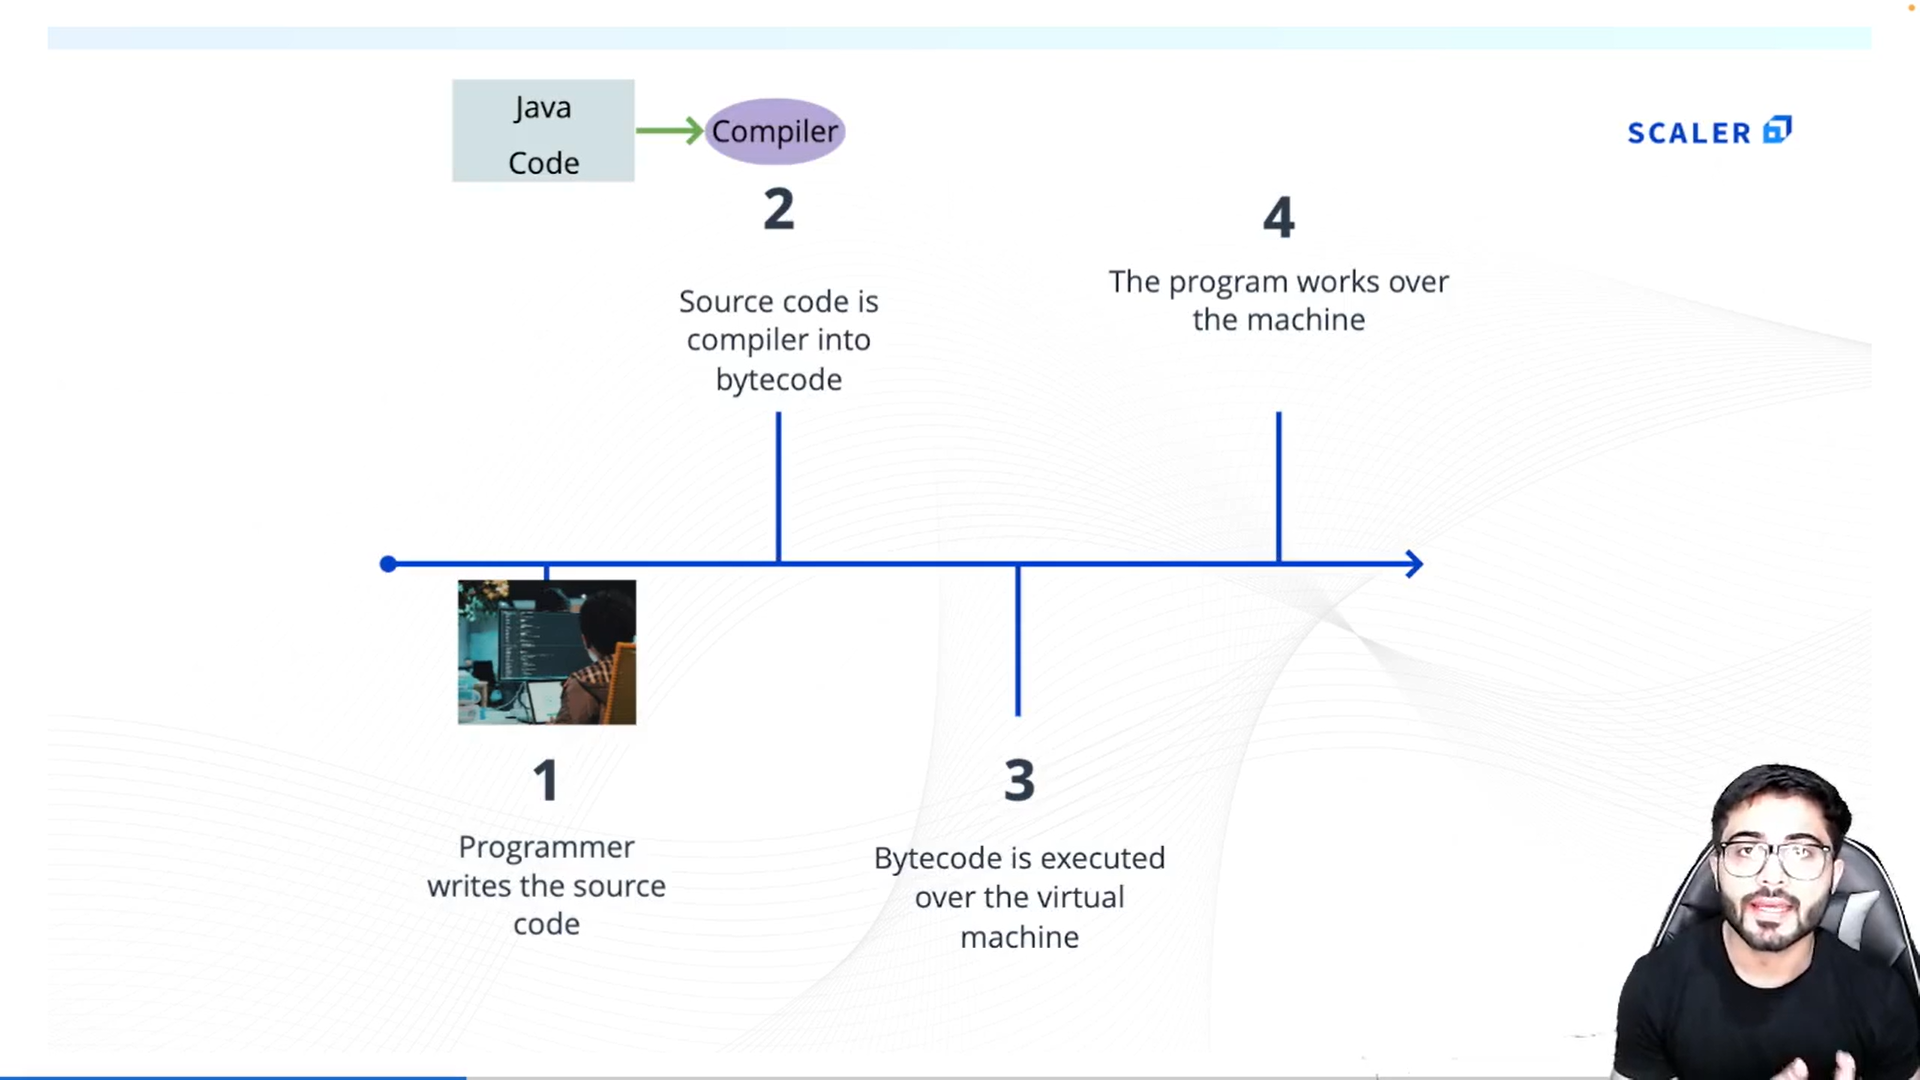 Java
Code
Compiler
SCALER
2
Source code is
compiler into
bytecode
4
The program works over
the machine
1
Programmer
writes the source
code
3
Bytecode is executed
over the virtual
machine